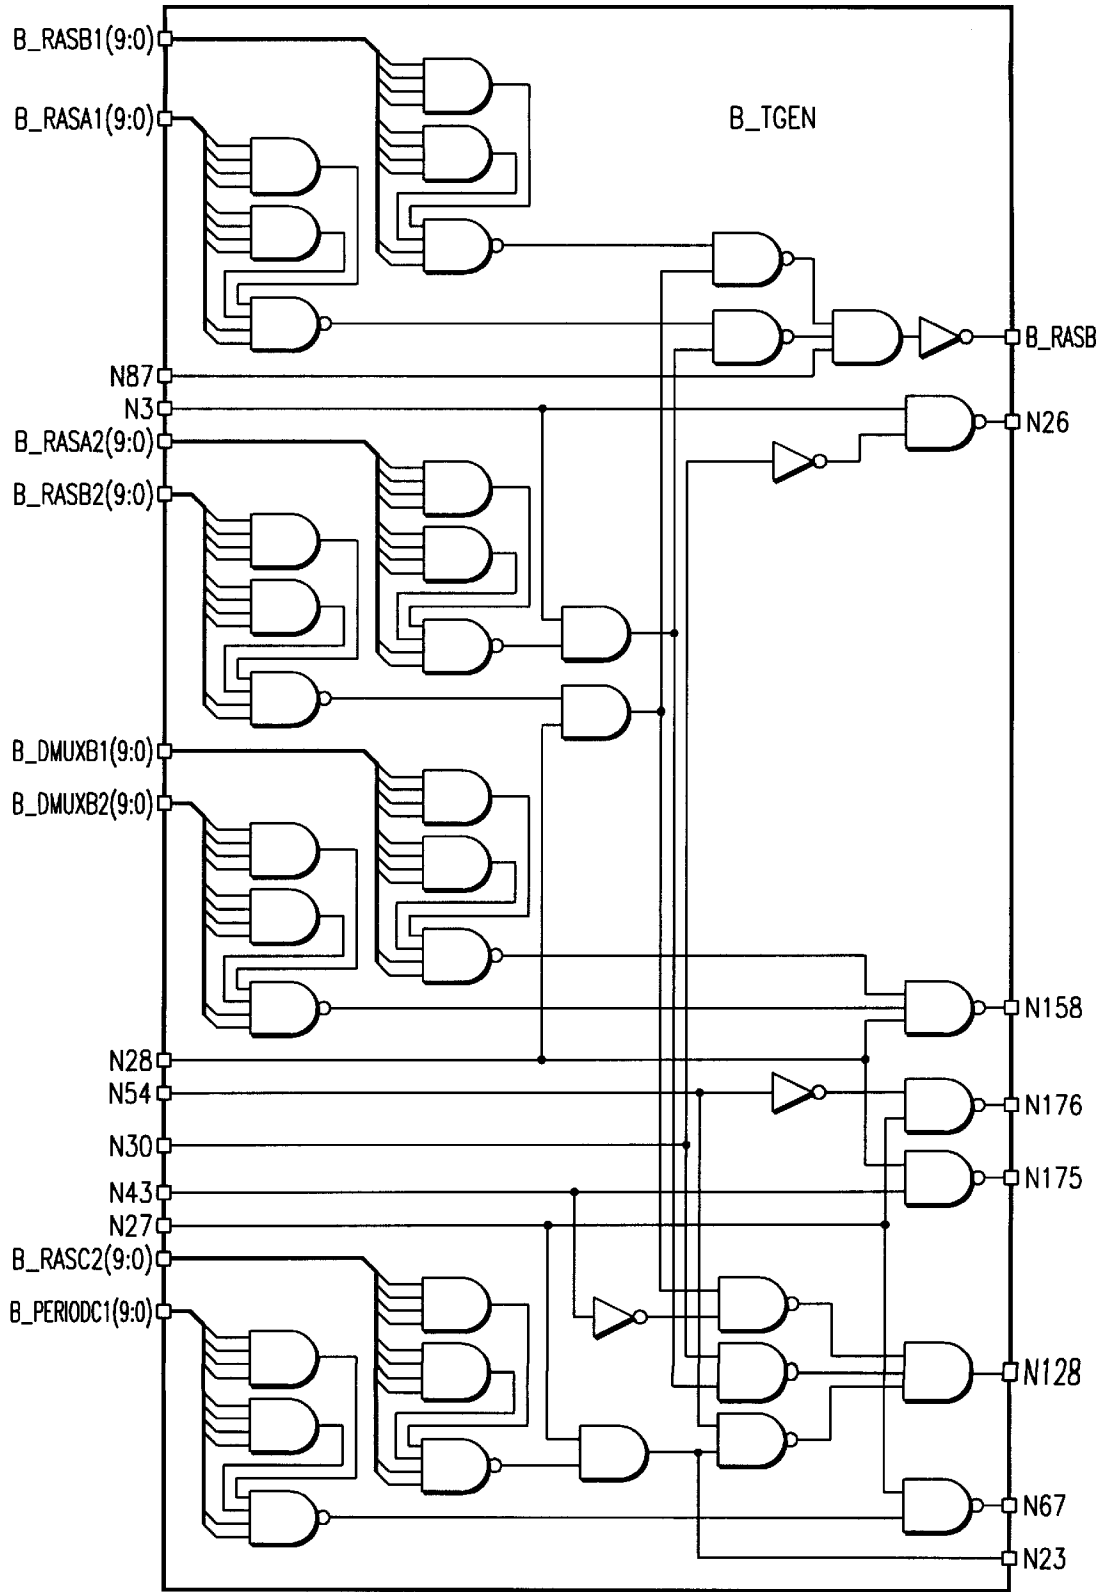 B_RASB1(9:0)
B_RASA1(9:0)
B_TGEN
B_RASB
N87
N3
N26
B_RASA2(9:0)
B_RASB2(9:0)
B_DMUXB1(9:0)
B_DMUXB2(9:0)
N158
N28
N54
N176
N30
N175
N43
N27
B_RASC2(9:0)
B_PERIODC1(9:0)
N128
N67
N23